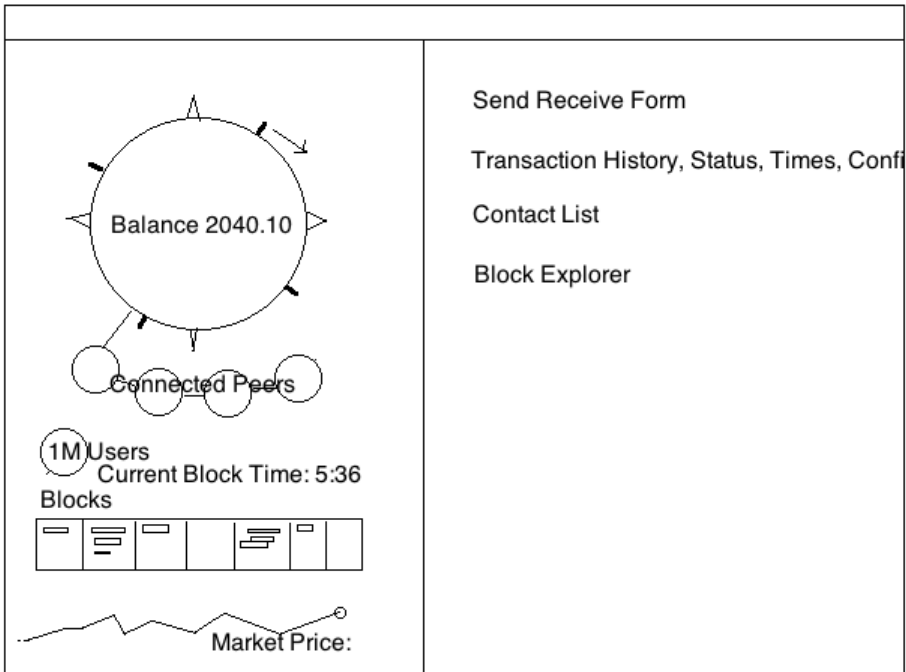 Balance 2040.10
Connected Peers
1M Users
Current Block Time: 5:36
Blocks
Market Price:
Send Receive Form
Transaction History, Status, Times, Confi
Contact List
Block Explorer